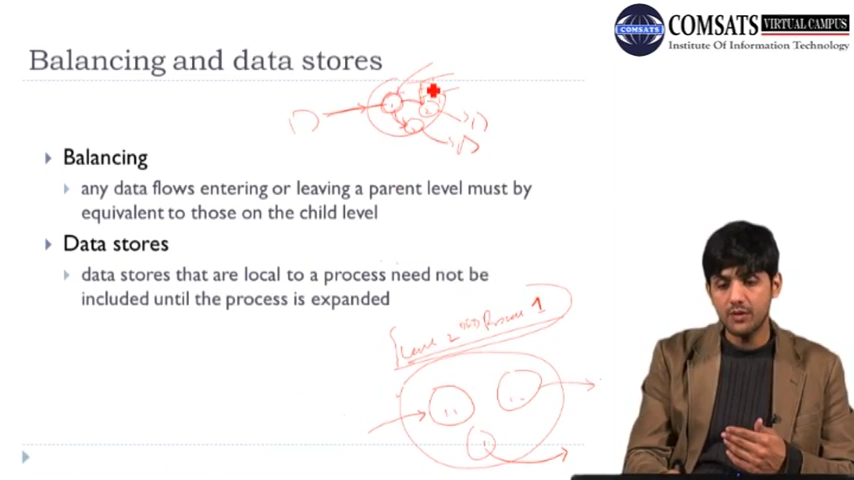 COMSATS VIRTUAL CAMPUS
COMSATS
Institute Of Information Technology
Balancing and data stores
Balancing
any data flows entering or leaving a parent level must by
equivalent to those on the child level
Data stores
data stores that are local to a process need not be
included until the process is expanded
Level 2 DFD Process 1